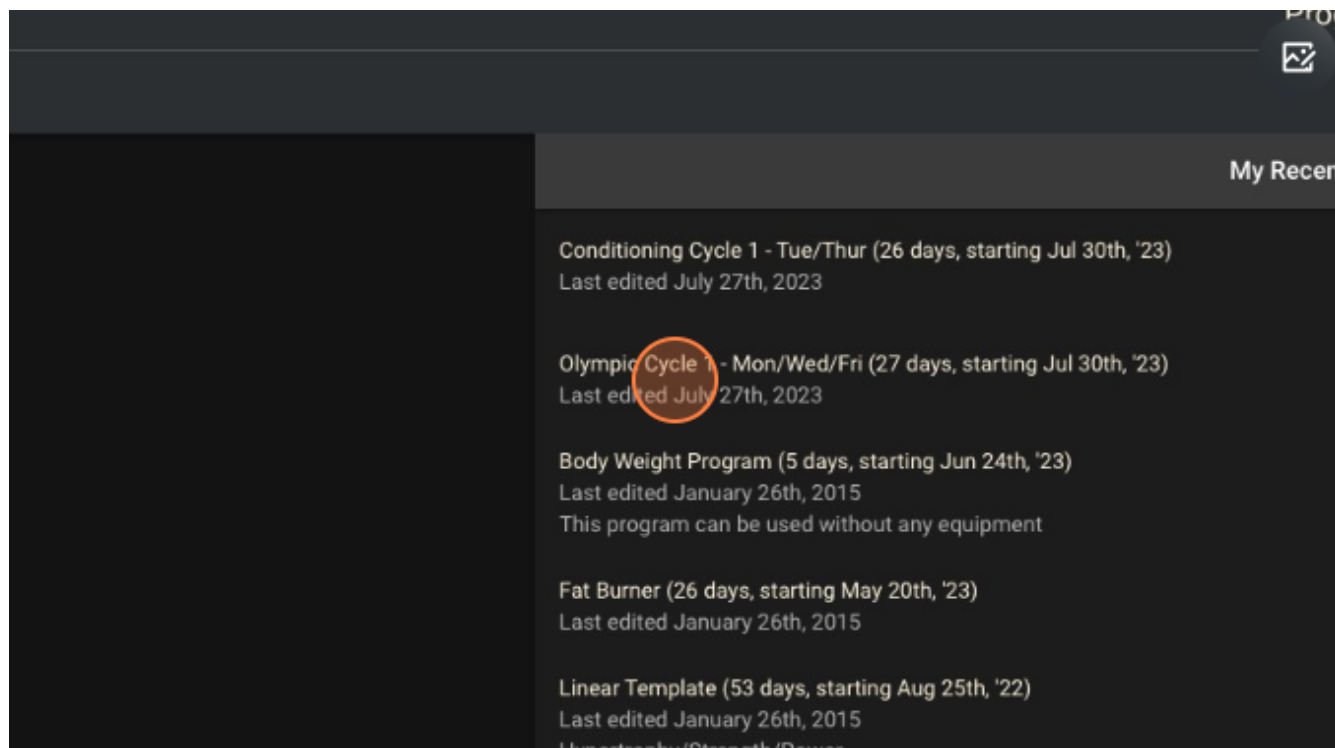 My Recen
Conditioning Cycle 1 - Tue/Thur (26 days, starting Jul 30th, '23)
Last edited July 27th, 2023
Olympic Cycle 1 - Mon/Wed/Fri (27 days, starting Jul 30th, '23)
Last edited July 27th, 2023
Body Weight Program (5 days, starting Jun 24th, '23)
Last edited January 26th, 2015
This program can be used without any equipment
Fat Burner (26 days, starting May 20th, '23)
Last edited January 26th, 2015
Linear Template (53 days, starting Aug 25th, '22)
Last edited January 26th, 2015
Hypertrophy/Strength/Power